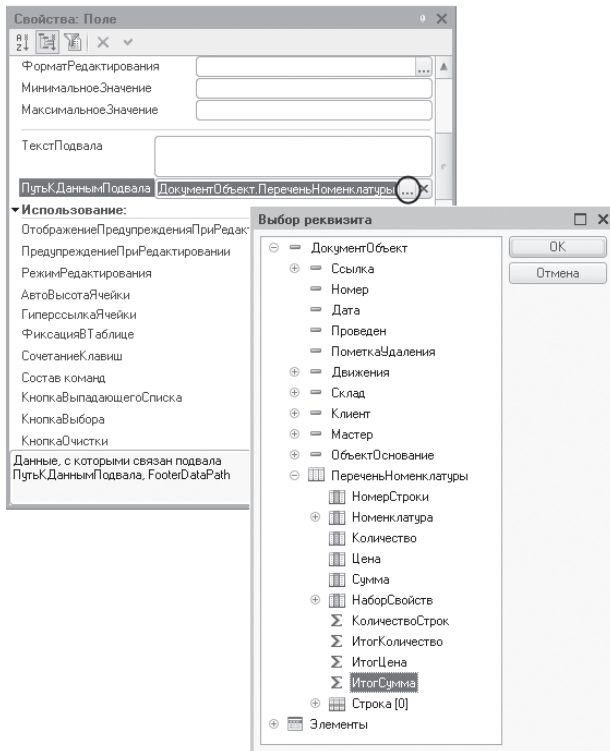 Свойства: Поле
ФорматРедактирования
...
МинимальноеЗначение
МаксимальноеЗначение
ТекстПодвала
ПутьКДаннымПодвала
ДокументОбъект.ПереченьНоменклатуры
...
Использование:
ОтображениеПредупрежденияПриРедакт
ПредупреждениеПриРедактировании
РежимРедактирования
АвтоВысотаЯчейки
ГиперссылкаЯчейки
ФиксацияВТаблице
СочетаниеКлавиш
Состав команд
КнопкаВыпадающегоСписка
КнопкаВыбора
КнопкаОчистки
Данные, с которыми связан подвала
ПутьКДаннымПодвала, FooterDataPath
Выбор реквизита
ДокументОбъект
Ссылка
Номер
Дата
Проведен
ПометкаУдаления
Движения
Склад
Клиент
Мастер
ОбъектОснование
ПереченьНоменклатуры
НомерСтроки
Номенклатура
Количество
Цена
Сумма
НаборСвойств
Σ КоличествоСтрок
Σ ИтогКоличество
Σ ИтогЦена
Σ ИтогСумма
Строка [0]
Элементы
ОК
Отмена